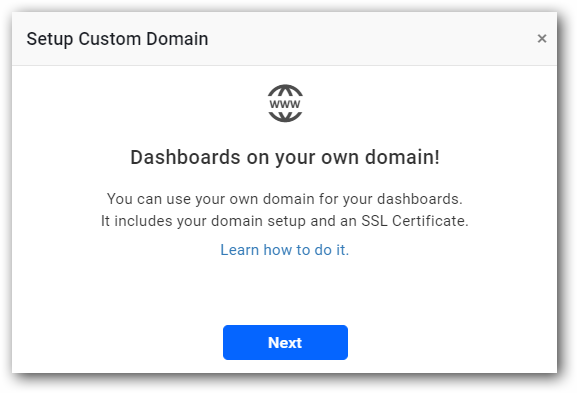 Setup Custom Domain
×
WWW
Dashboards on your own domain!
You can use your own domain for your dashboards.
It includes your domain setup and an SSL Certificate.
Learn how to do it.
Next